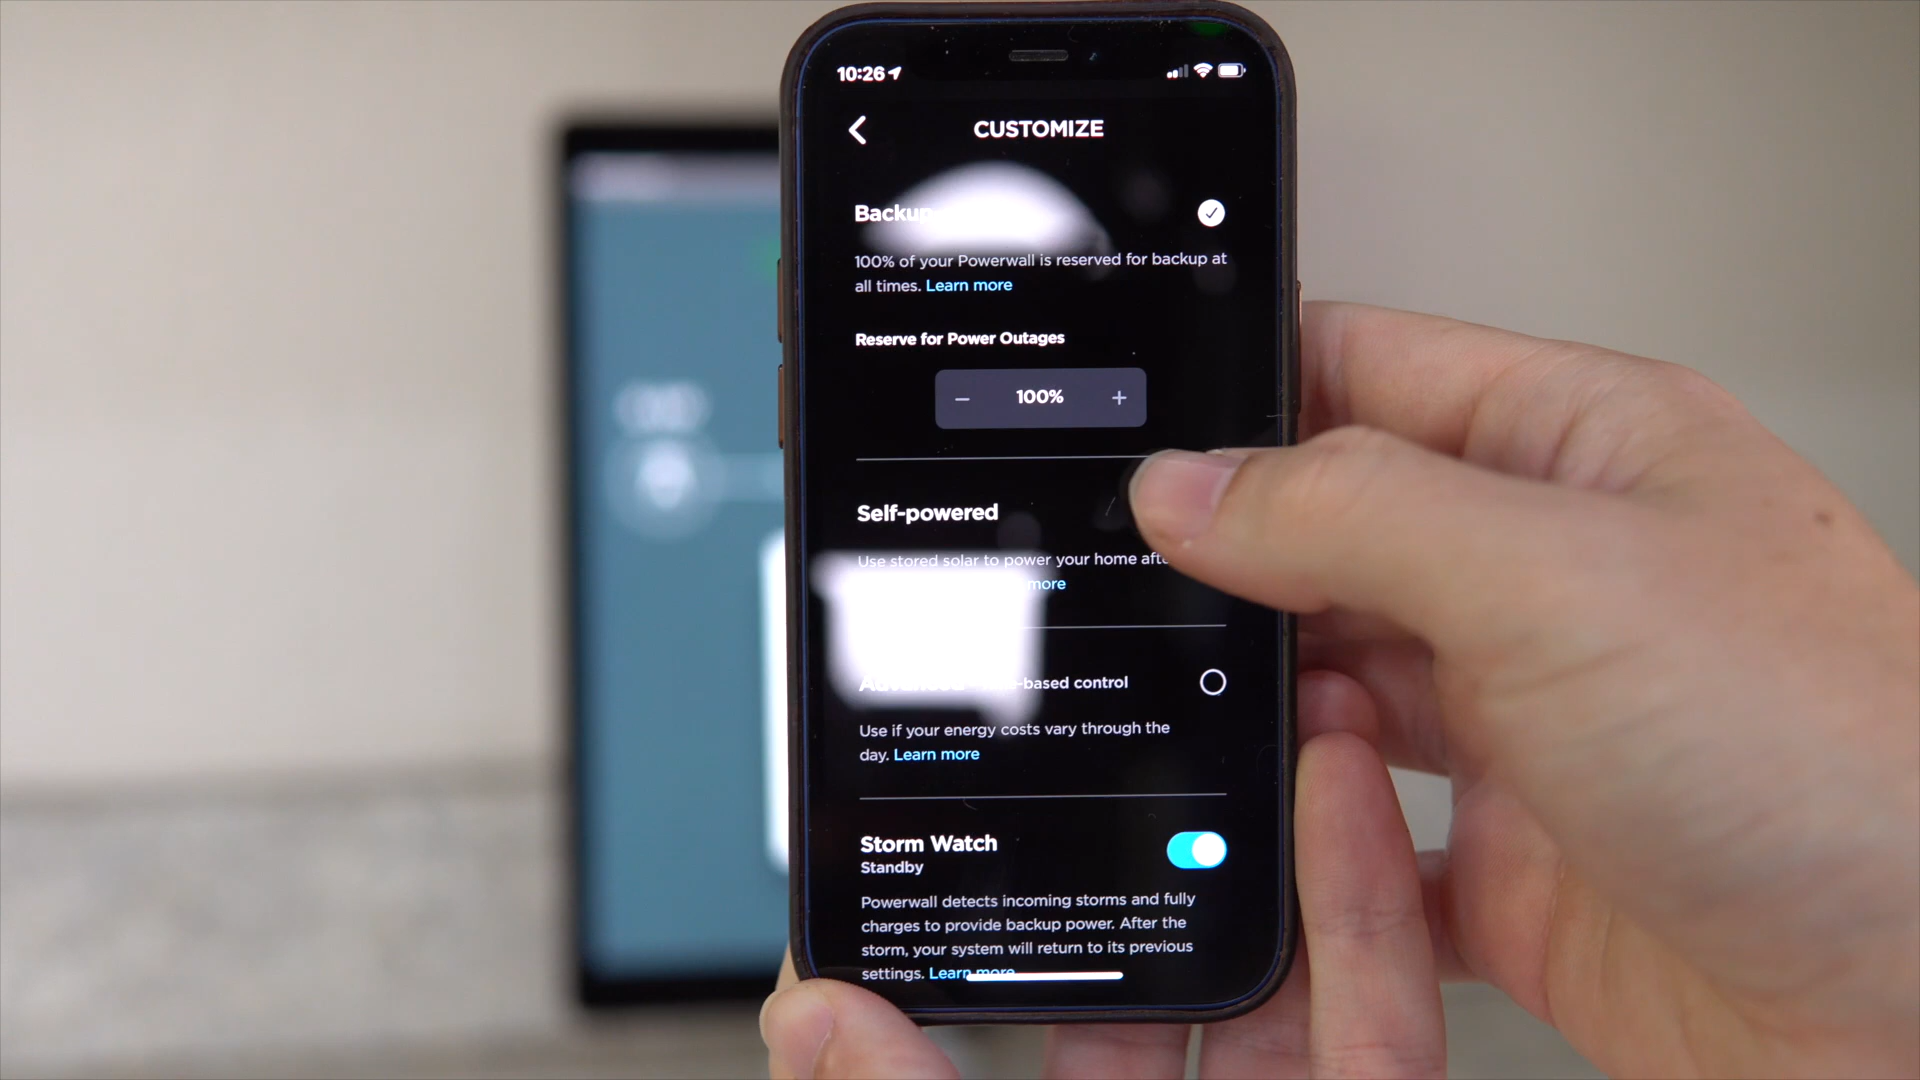 10:26
CUSTOMIZE
Backup
100% of your Powerwall is reserved for backup at
all times. Learn more
Reserve for Power Outages
− 100% +
Self-powered
Use stored solar to power your home
more
-based control
Use if your energy costs vary through the
day. Learn more
Storm Watch
Standby
Powerwall detects incoming storms and fully
charges to provide backup power. After the
storm, your system will return to its previous
settings. Learn more